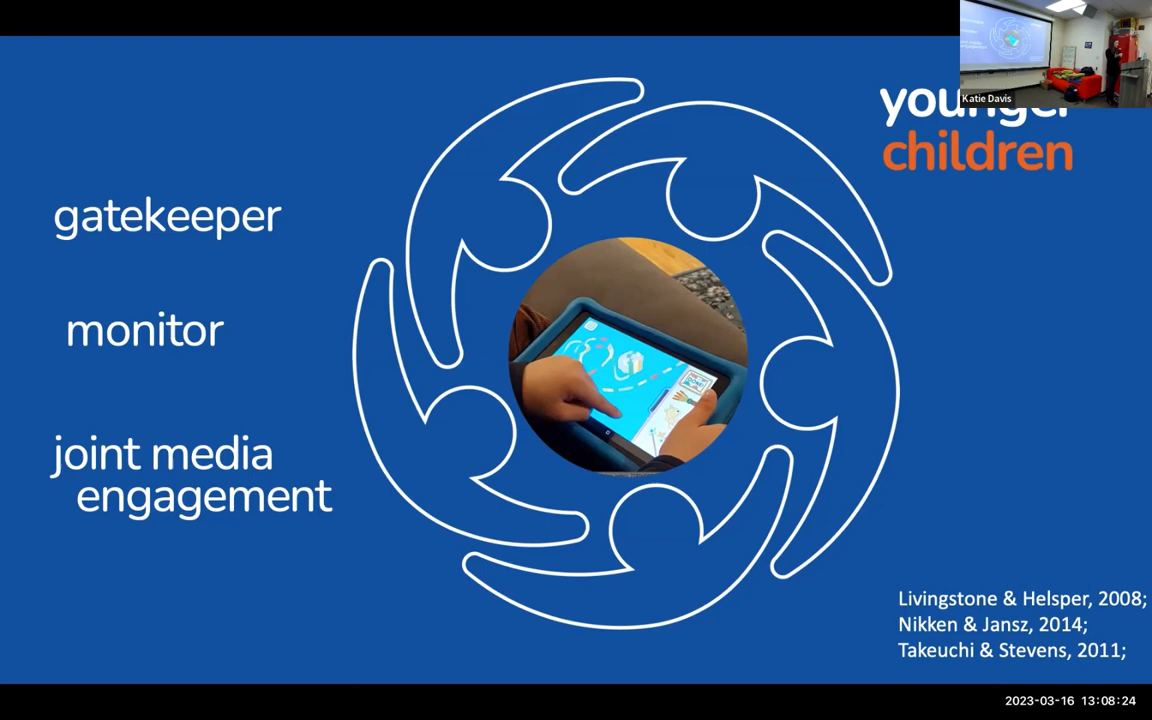 Katie Davis
younger
children
gatekeeper
monitor
joint media
engagement
Livingstone & Helsper, 2008;
Nikken & Jansz, 2014;
Takeuchi & Stevens, 2011;
2023-03-16 13:08:24